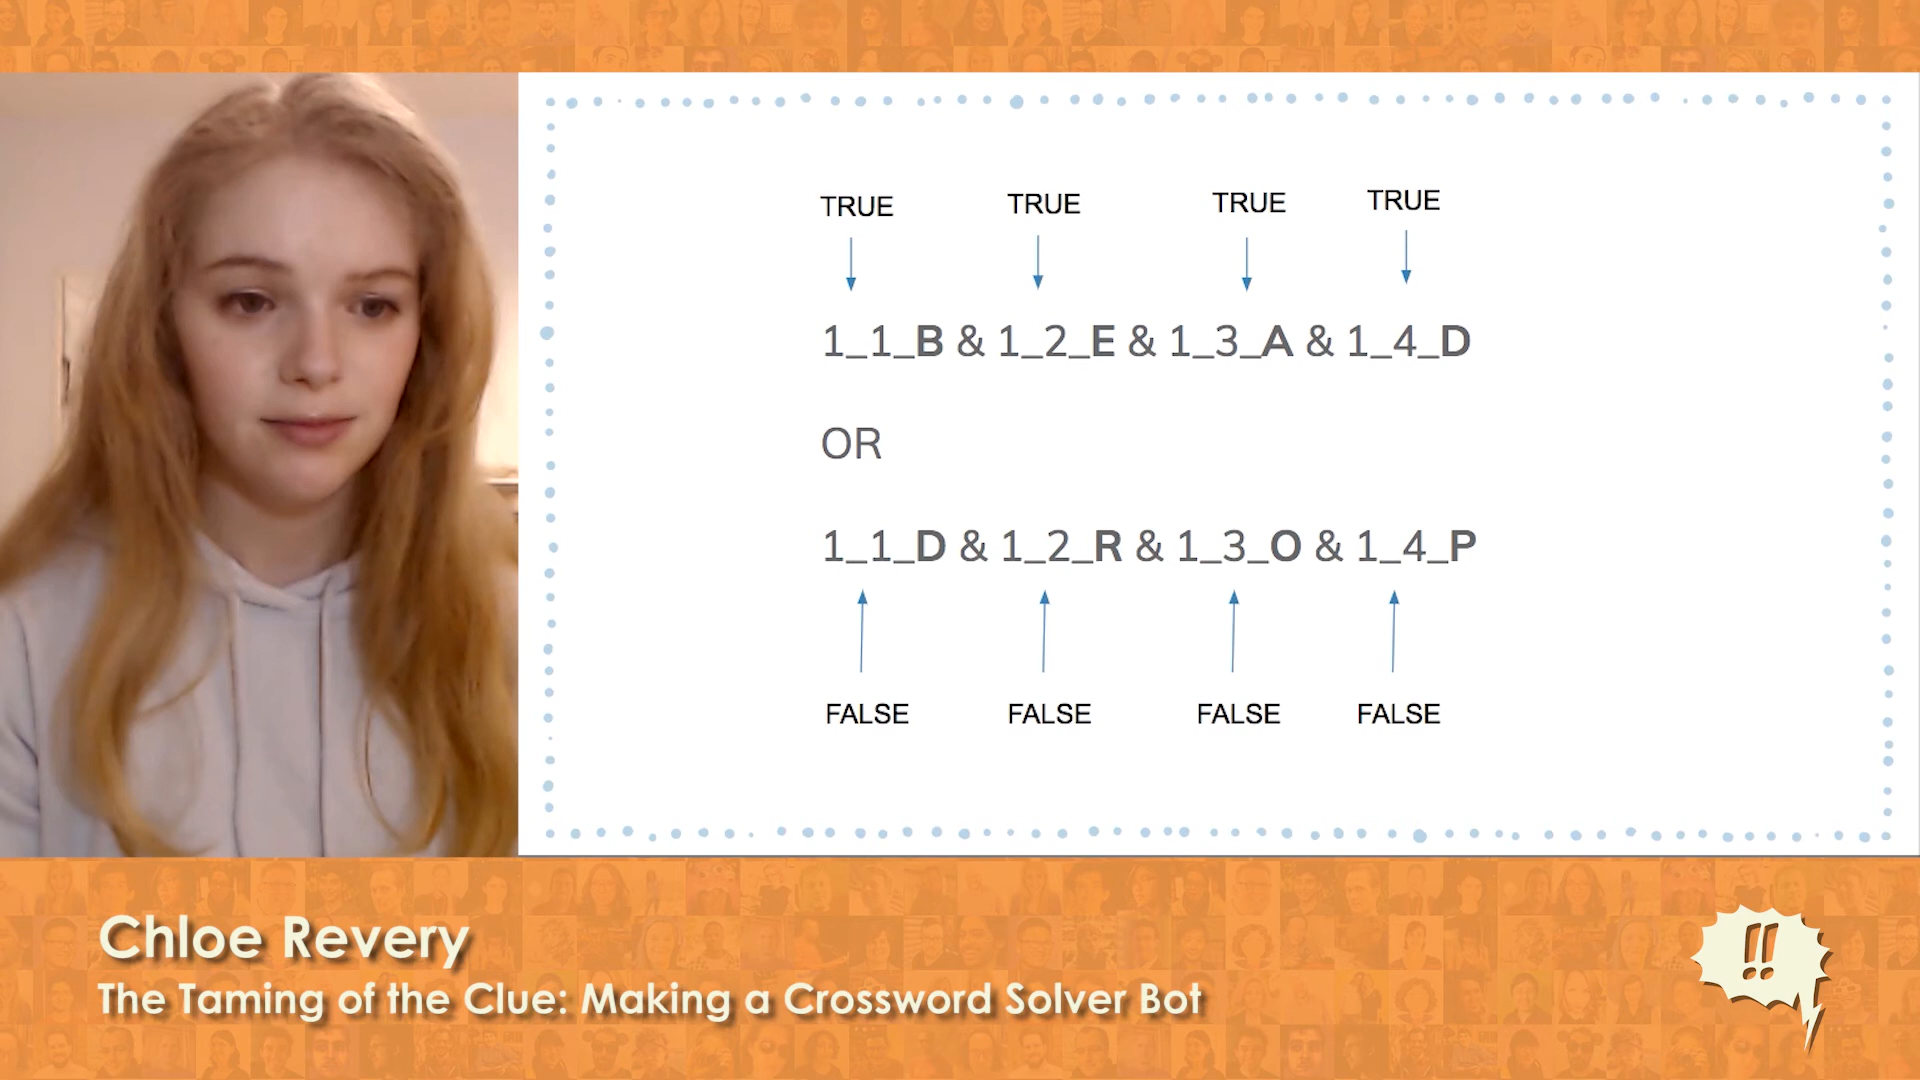 TRUE TRUE TRUE TRUE
1_1_B & 1_2_E & 1_3_A & 1_4_D
OR
1_1_D & 1_2_R & 1_3_O & 1_4_P
FALSE FALSE FALSE FALSE
Chloe Revery
The Taming of the Clue: Making a Crossword Solver Bot
!!